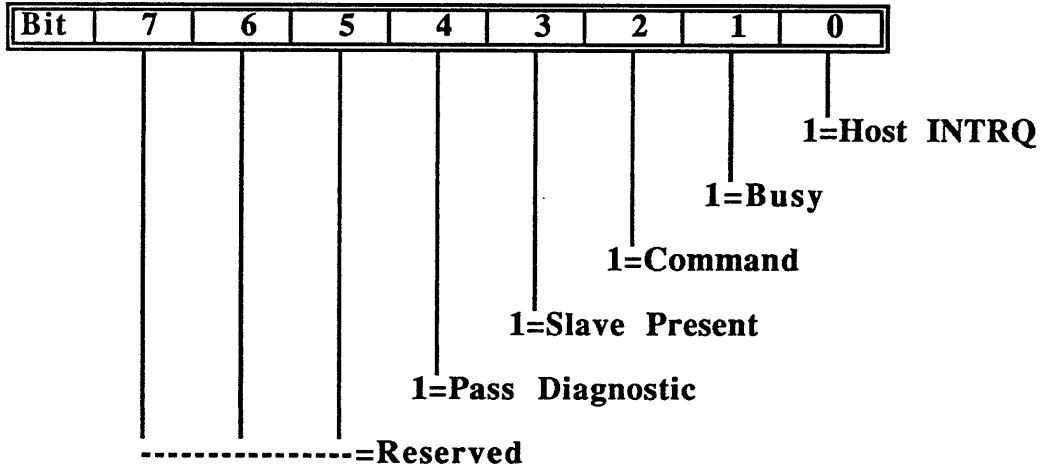 Bit 7 6 5 4 3 2 1 0
1=Host INTRQ
1=Busy
1=Command
1=Slave Present
1=Pass Diagnostic
---------------=Reserved